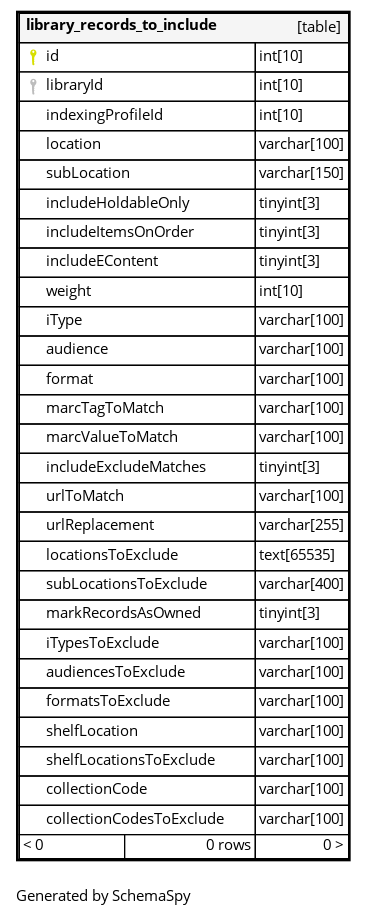 library_records_to_include [table]
id int[10]
libraryId int[10]
indexingProfileId int[10]
location varchar[100]
subLocation varchar[150]
includeHoldableOnly tinyint[3]
includeItemsOnOrder tinyint[3]
includeEContent tinyint[3]
weight int[10]
iType varchar[100]
audience varchar[100]
format varchar[100]
marcTagToMatch varchar[100]
marcValueToMatch varchar[100]
includeExcludeMatches tinyint[3]
urlToMatch varchar[100]
urlReplacement varchar[255]
locationsToExclude text[65535]
subLocationsToExclude varchar[400]
markRecordsAsOwned tinyint[3]
iTypesToExclude varchar[100]
audiencesToExclude varchar[100]
formatsToExclude varchar[100]
shelfLocation varchar[100]
shelfLocationsToExclude varchar[100]
collectionCode varchar[100]
collectionCodesToExclude varchar[100]
< 0 0 rows 0 >
Generated by SchemaSpy